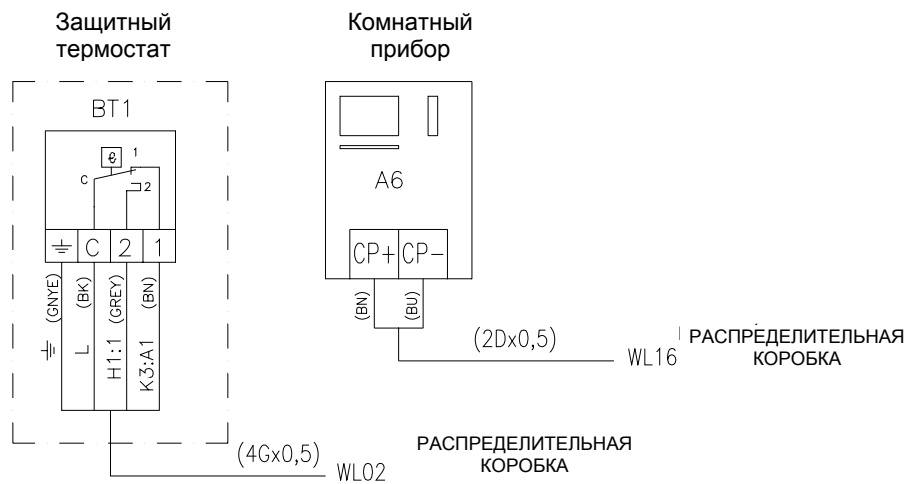 Защитный
термостат
Комнатный
прибор
BT1
1
C
2
A6
C 2 1
CP+ CP-
(GNYE)
(BK)
(GREY)
(BN)
L
H1:1
K3:A1
(BN)
(BU)
(2Dx0,5)
WL16
РАСПРЕДЕЛИТЕЛЬНАЯ
КОРОБКА
(4Gx0,5)
WL02
РАСПРЕДЕЛИТЕЛЬНАЯ
КОРОБКА